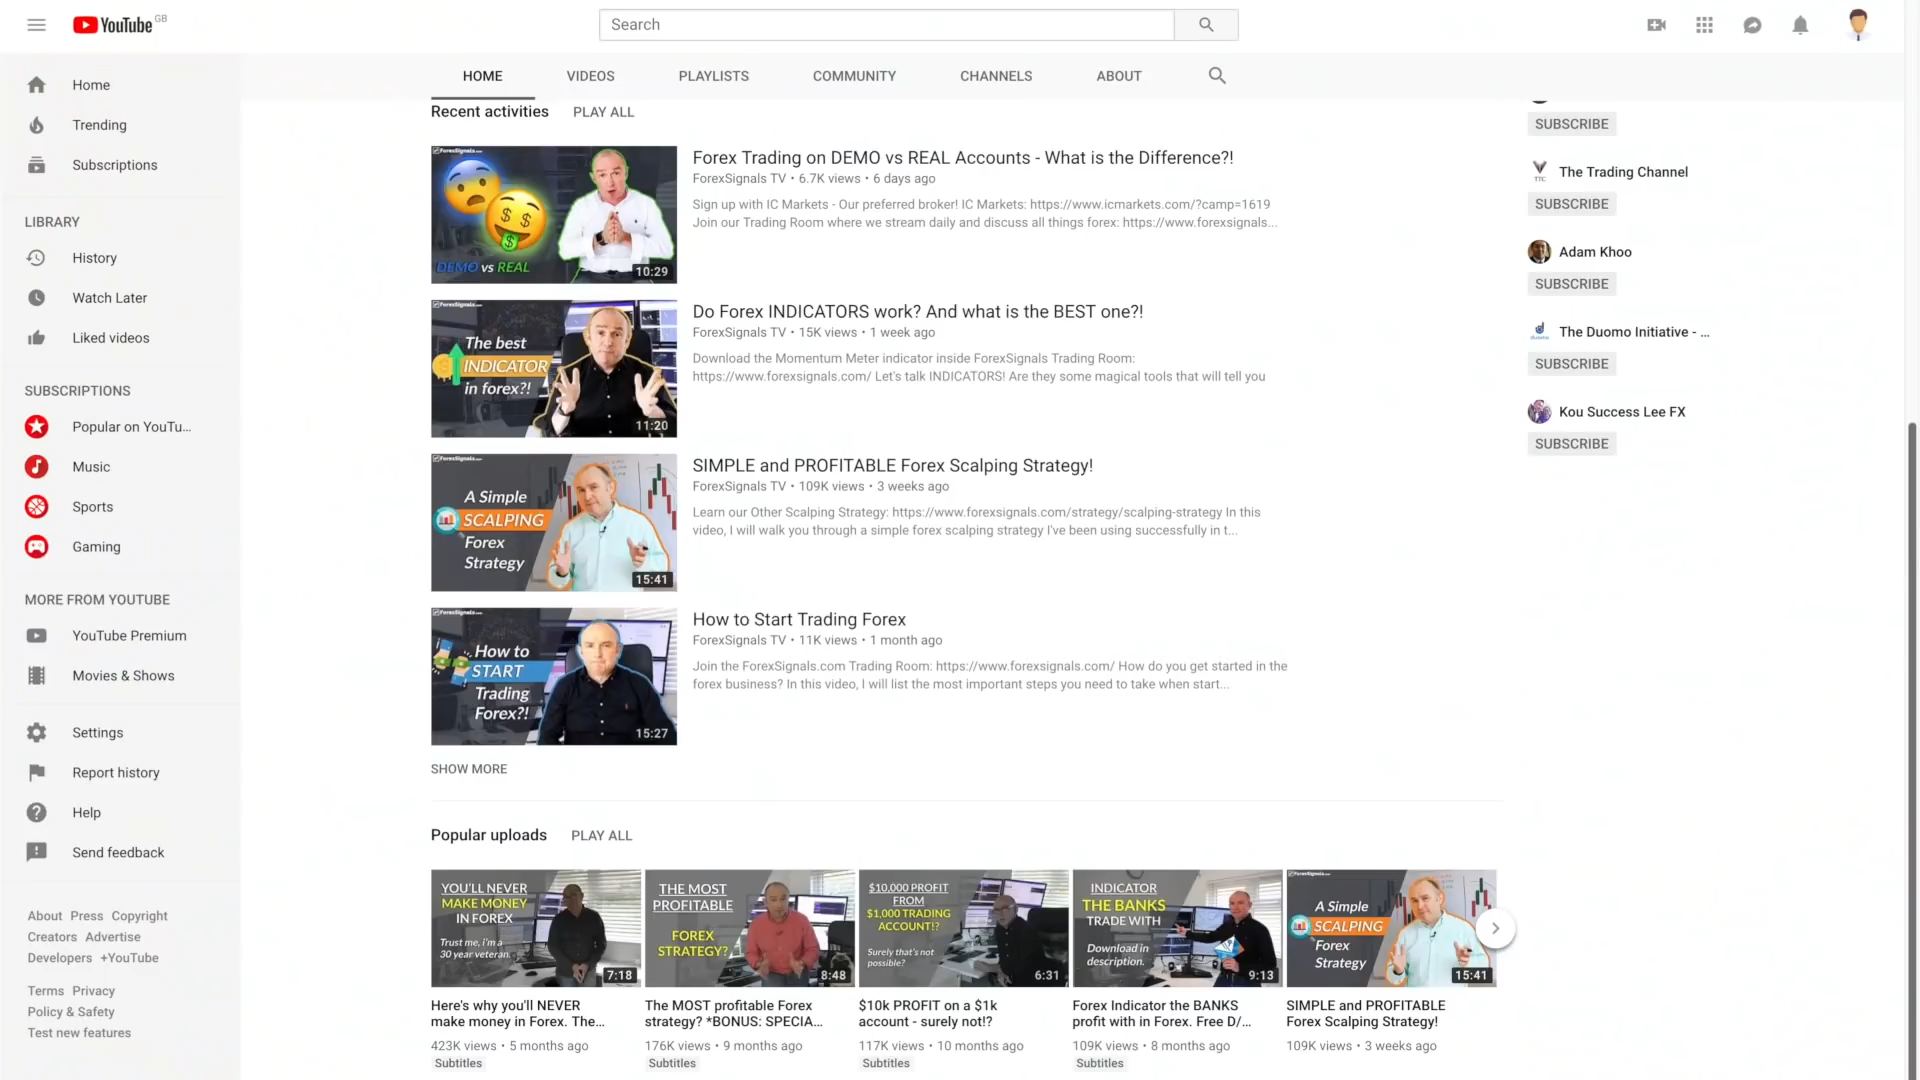 YouTube GB
Search
HOME VIDEOS PLAYLISTS COMMUNITY CHANNELS ABOUT
Home
Trending
Subscriptions
LIBRARY
History
Watch Later
Liked videos
SUBSCRIPTIONS
Popular on YouTu...
Music
Sports
Gaming
MORE FROM YOUTUBE
YouTube Premium
Movies & Shows
Settings
Report history
Help
Send feedback
About Press Copyright
Creators Advertise
Developers +YouTube
Terms Privacy
Policy & Safety
Test new features
Recent activities PLAY ALL
ForexSignals.com
DEMO vs REAL
10:29
Forex Trading on DEMO vs REAL Accounts - What is the Difference?!
ForexSignals TV • 6.7K views • 6 days ago
Sign up with IC Markets - Our preferred broker! IC Markets: https://www.icmarkets.com/?camp=1619
Join our Trading Room where we stream daily and discuss all things forex: https://www.forexsignals...
ForexSignals.com
The best
INDICATOR
in forex?!
11:20
Do Forex INDICATORS work? And what is the BEST one?!
ForexSignals TV • 15K views • 1 week ago
Download the Momentum Meter indicator inside ForexSignals Trading Room:
https://www.forexsignals.com/ Let's talk INDICATORS! Are they some magical tools that will tell you
ForexSignals.com
A Simple
SCALPING
Forex
Strategy
15:41
SIMPLE and PROFITABLE Forex Scalping Strategy!
ForexSignals TV • 109K views • 3 weeks ago
Learn our Other Scalping Strategy: https://www.forexsignals.com/strategy/scalping-strategy In this
video, I will walk you through a simple forex scalping strategy I've been using successfully in t...
ForexSignals.com
How to
START
Trading
Forex?!
15:27
How to Start Trading Forex
ForexSignals TV • 11K views • 1 month ago
Join the ForexSignals.com Trading Room: https://www.forexsignals.com/ How do you get started in the
forex business? In this video, I will list the most important steps you need to take when start...
SHOW MORE
SUBSCRIBE
TTC
The Trading Channel
SUBSCRIBE
Adam Khoo
SUBSCRIBE
The Duomo Initiative - ...
SUBSCRIBE
Kou Success Lee FX
SUBSCRIBE
Popular uploads PLAY ALL
YOU'LL NEVER
MAKE MONEY
IN FOREX
Trust me, i'm a
30 year veteran.
7:18
Here's why you'll NEVER
make money in Forex. The...
423K views • 5 months ago
Subtitles
THE MOST
PROFITABLE
FOREX
STRATEGY?
8:48
The MOST profitable Forex
strategy? *BONUS: SPECIA...
176K views • 9 months ago
Subtitles
$10,000 PROFIT
FROM
$1,000 TRADING
ACCOUNT!?
Surely that's not
possible?
6:31
$10k PROFIT on a $1k
account - surely not!?
117K views • 10 months ago
Subtitles
INDICATOR
THE BANKS
TRADE WITH
Download in
description.
9:13
Forex Indicator the BANKS
profit with in Forex. Free D/...
109K views • 8 months ago
Subtitles
ForexSignals.com
A Simple
SCALPING
Forex
Strategy
15:41
SIMPLE and PROFITABLE
Forex Scalping Strategy!
109K views • 3 weeks ago